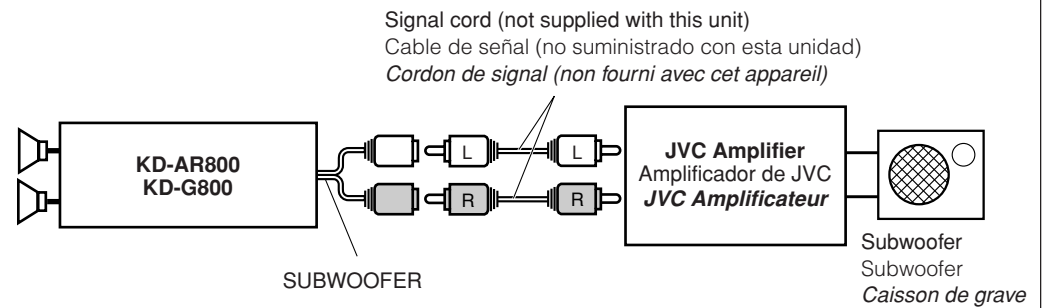 Signal cord (not supplied with this unit)
Cable de señal (no suministrado con esta unidad)
Cordon de signal (non fourni avec cet appareil)
KD-AR800
KD-G800
L
L
R
R
JVC Amplifier
Amplificador de JVC
JVC Amplificateur
SUBWOOFER
Subwoofer
Subwoofer
Caisson de grave